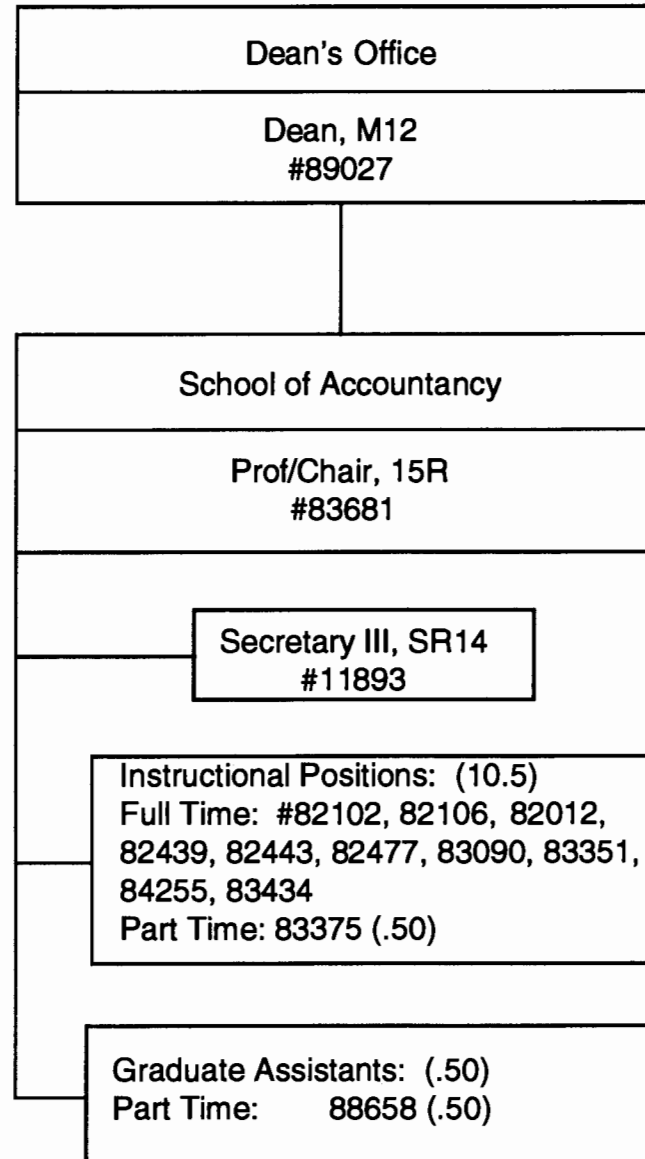 Dean's Office
Dean, M12
#89027
School of Accountancy
Prof/Chair, 15R
#83681
Secretary III, SR14
#11893
Instructional Positions: (10.5)
Full Time: #82102, 82106, 82012,
82439, 82443, 82477, 83090, 83351,
84255, 83434
Part Time: 83375 (.50)
Graduate Assistants: (.50)
Part Time: 88658 (.50)